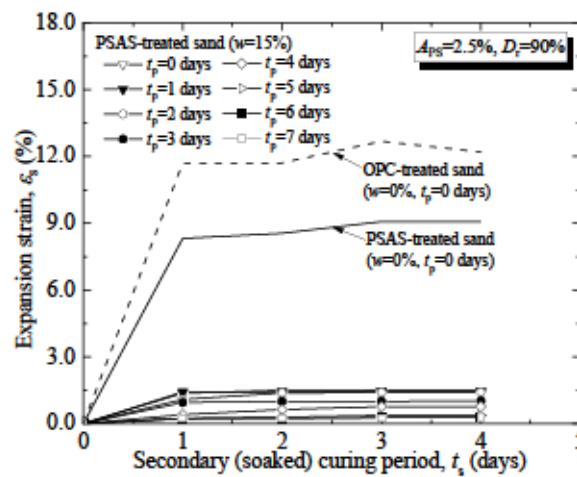 18.0
15.0
12.0
9.0
6.0
3.0
0.0
Expansion strain, εs (%)
PSAS-treated sand (w=15%)
tp=0 days
tp=1 days
tp=2 days
tp=3 days
tp=4 days
tp=5 days
tp=6 days
tp=7 days
APS=2.5%, Dr=90%
OPC-treated sand
(w=0%, tp=0 days)
PSAS-treated sand
(w=0%, tp=0 days)
0 1 2 3 4 5
Secondary (soaked) curing period, ts (days)